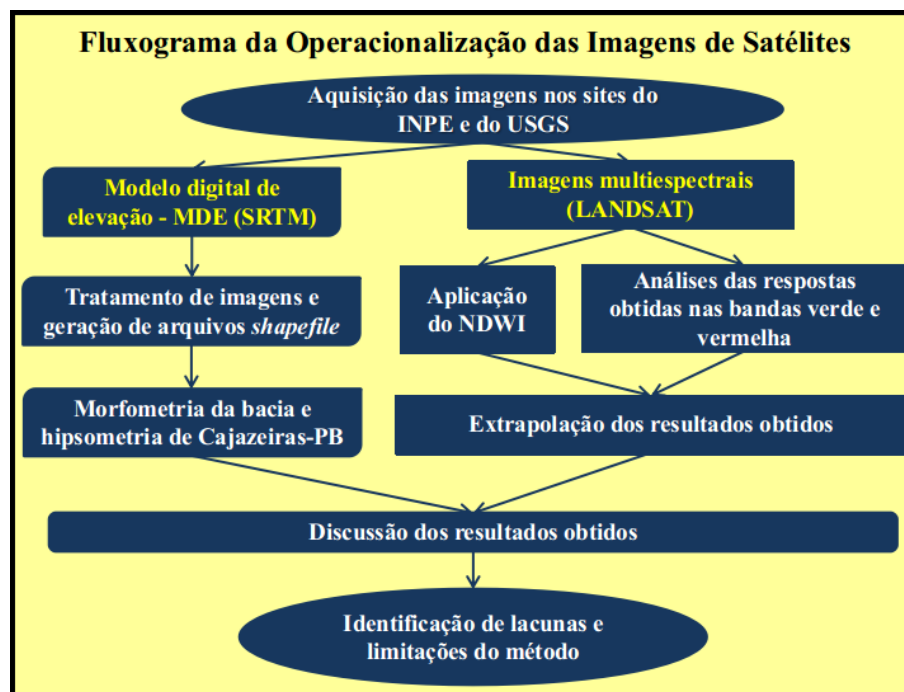 Fluxograma da Operacionalização das Imagens de Satélites
Aquisição das imagens nos sites do
INPE e do USGS
Modelo digital de
elevação - MDE (SRTM)
Imagens multiespectrais
(LANDSAT)
Tratamento de imagens e
geração de arquivos shapefile
Aplicação
do NDWI
Análises das respostas
obtidas nas bandas verde e
vermelha
Morfometria da bacia e
hipsometria de Cajazeiras-PB
Extrapolação dos resultados obtidos
Discussão dos resultados obtidos
Identificação de lacunas e
limitações do método